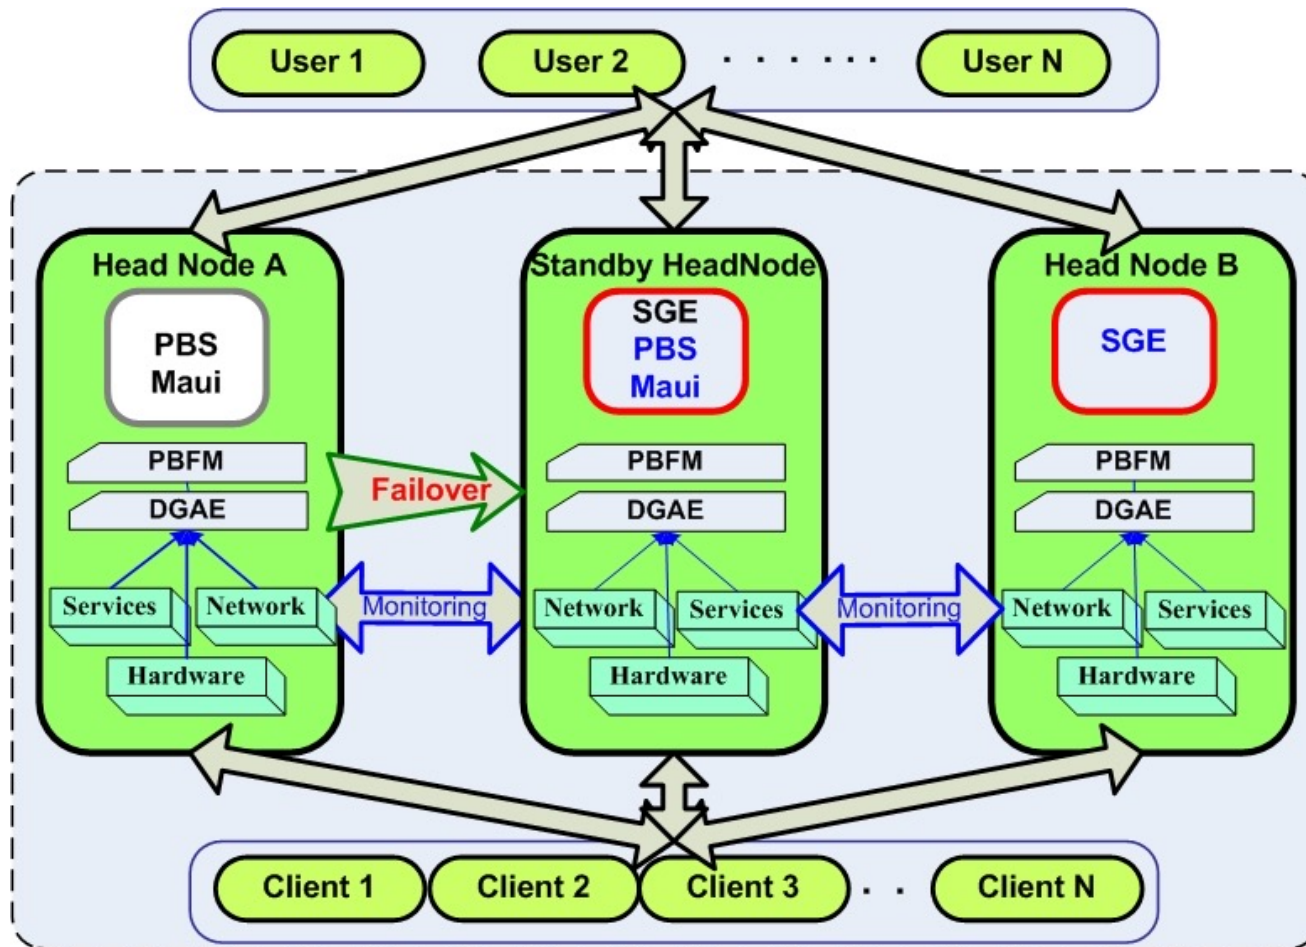 User 1
User 2
. . . . . .
User N
Head Node A
Standby HeadNode
Head Node B
PBS
Maui
SGE
PBS
Maui
SGE
PBFM
DGAE
Failover
PBFM
DGAE
PBFM
DGAE
Services
Network
Hardware
Monitoring
Network
Services
Hardware
Monitoring
Network
Services
Hardware
Client 1
Client 2
Client 3
. .
Client N